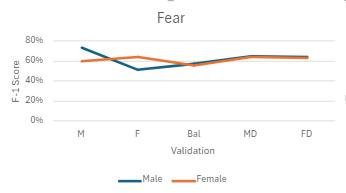 Fear
80%
60%
40%
20%
0%
F-1 Score
M F Bal MD FD
Validation
Male Female